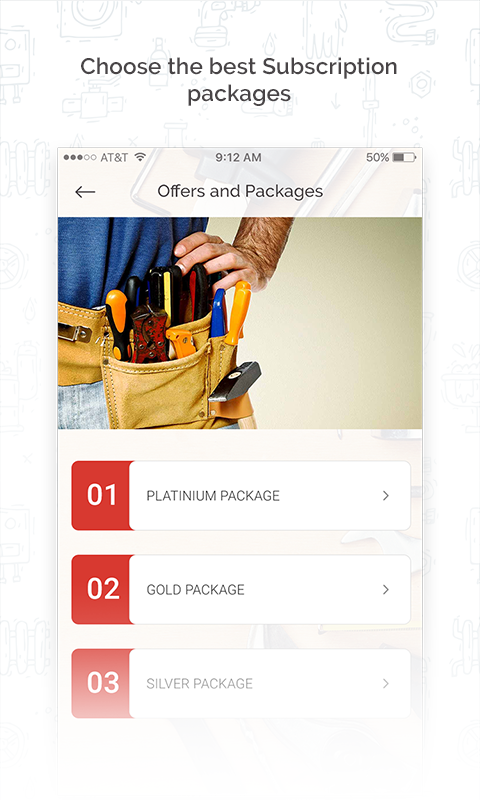 Choose the best Subscription
packages
AT&T 9:12 AM 50%
Offers and Packages
01 PLATINIUM PACKAGE
02 GOLD PACKAGE
03 SILVER PACKAGE